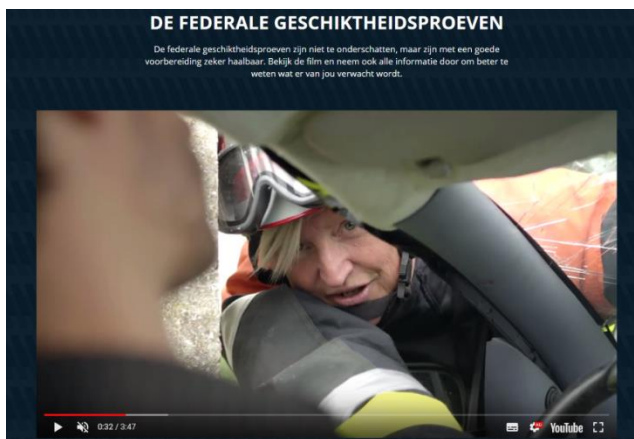 DE FEDERALE GESCHIKTHEIDSPROEVEN
De federale geschiktheidsproeven zijn niet te onderschatten, maar zijn met een goede
voorbereiding zeker haalbaar. Bekijk de film en neem ook alle informatie door om beter te
weten wat er van jou verwacht wordt.
0:32 / 3:47
YouTube